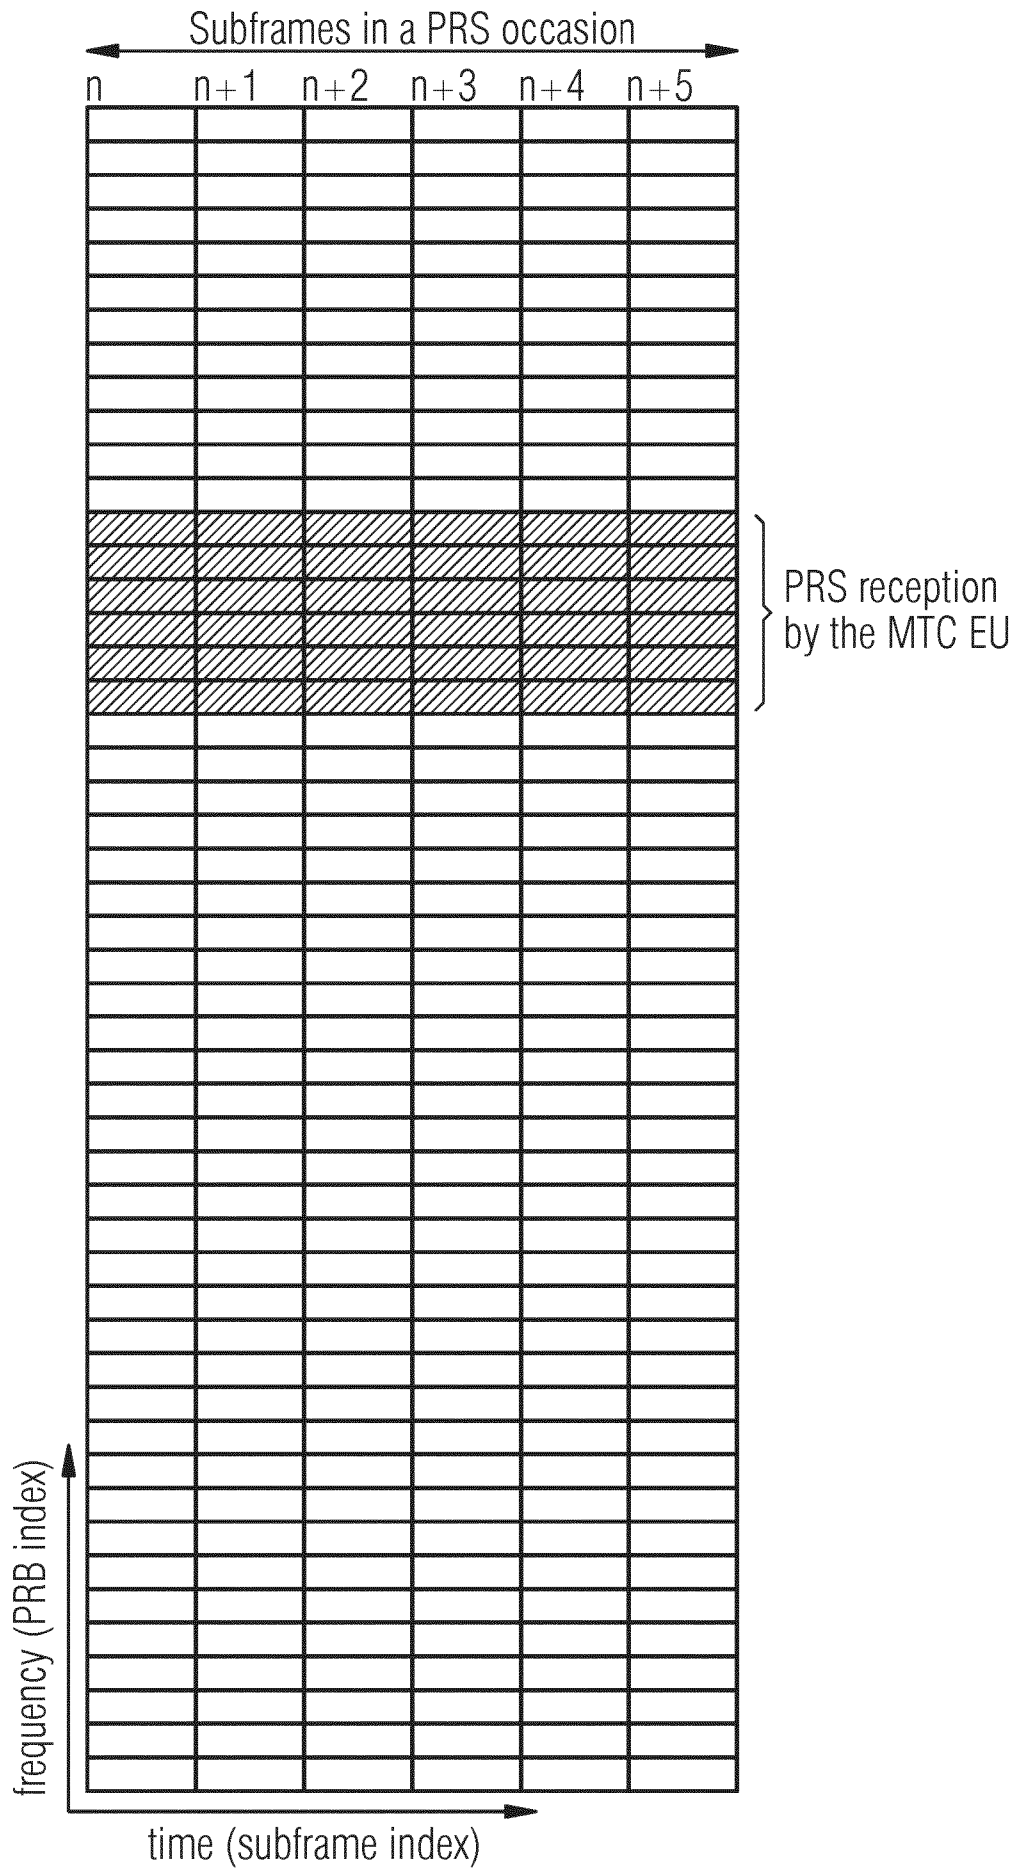 Subframes in a PRS occasion
n n+1 n+2 n+3 n+4 n+5
PRS reception
by the MTC EU
frequency (PRB index)
time (subframe index)